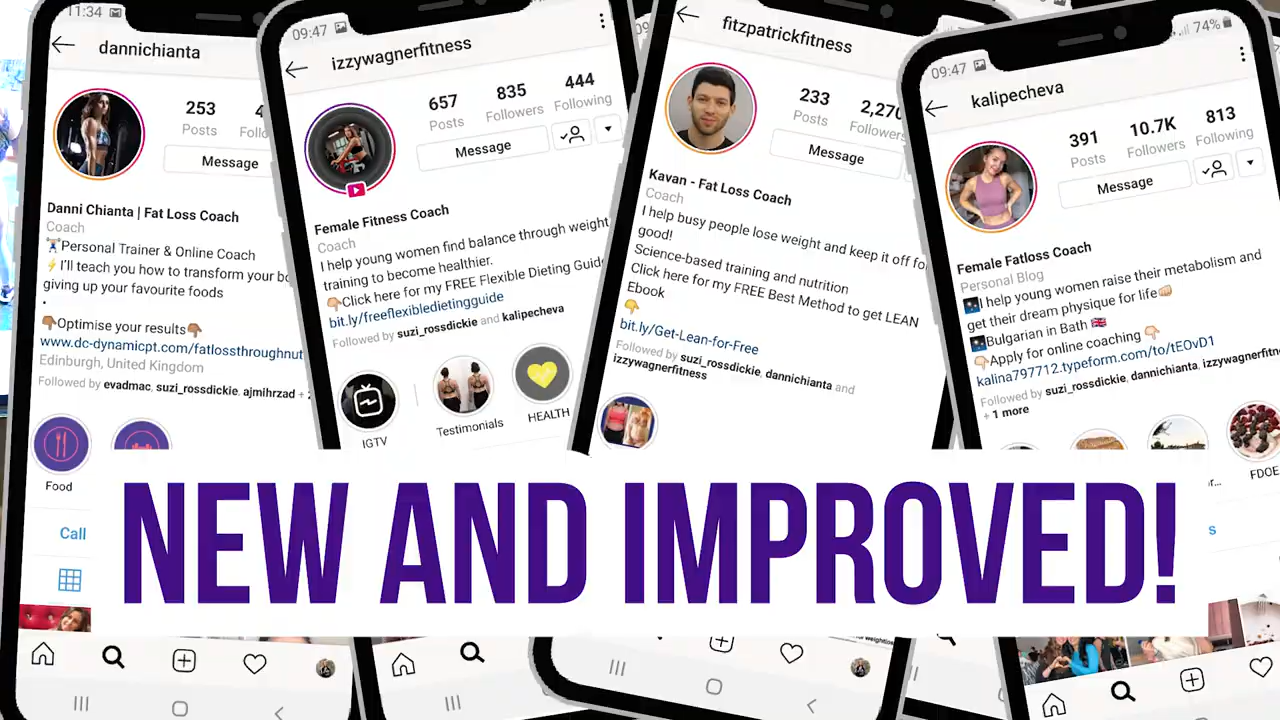 11:34
dannichianta
253
Posts
Message
Danni Chianta | Fat Loss Coach
Coach
Personal Trainer & Online Coach
I'll teach you how to transform your
giving up your favourite foods
Optimise your results
www.dc-dynamicpt.com/fatlossthroughnut
Edinburgh, United Kingdom
Followed by evadmac, suzi_rossdickie, ajmihrzad +
Food
Call
09:47
izzywagnerfitness
657
Posts
835
Followers
444
Following
Message
Female Fitness Coach
Coach
I help young women find balance through weight
training to become healthier.
Click here for my FREE Flexible Dieting Guide
bit.ly/freeflexibledietingguide
Followed by suzi_rossdickie and kalipecheva
IGTV
Testimonials
HEALTH
fitzpatrickfitness
233
Posts
2,270
Followers
Message
Kavan - Fat Loss Coach
Coach
I help busy people lose weight and keep it off fo
good!
Science-based training and nutrition
Click here for my FREE Best Method to get LEAN
Ebook
bit.ly/Get-Lean-for-Free
Followed by suzi_rossdickie, dannichianta and
izzywagnerfitness
09:47
74%
kalipecheva
391
Posts
10.7K
Followers
813
Following
Message
Female Fatloss Coach
Personal Blog
I help young women raise their metabolism and
get their dream physique for life
Bulgarian in Bath
Apply for online coaching
kalina797712.typeform.com/to/tEOvD1
Followed by suzi_rossdickie, dannichianta, izzywagnerfitn
+ 1 more
FDOE
NEW AND IMPROVED!